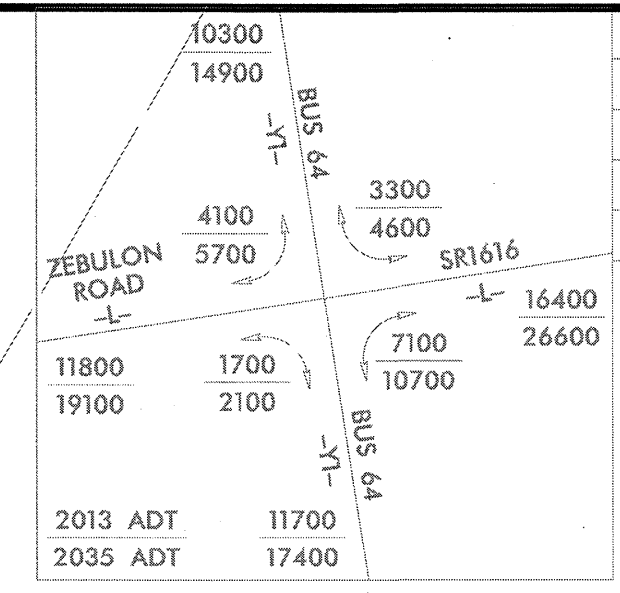 10300
14900
BUS 64
-Y1-
3300
4600
4100
5700
ZEBULON
ROAD
-L-
SR1616
-L-
16400
26600
7100
10700
11800
19100
1700
2100
BUS 64
-Y1-
2013 ADT
2035 ADT
11700
17400